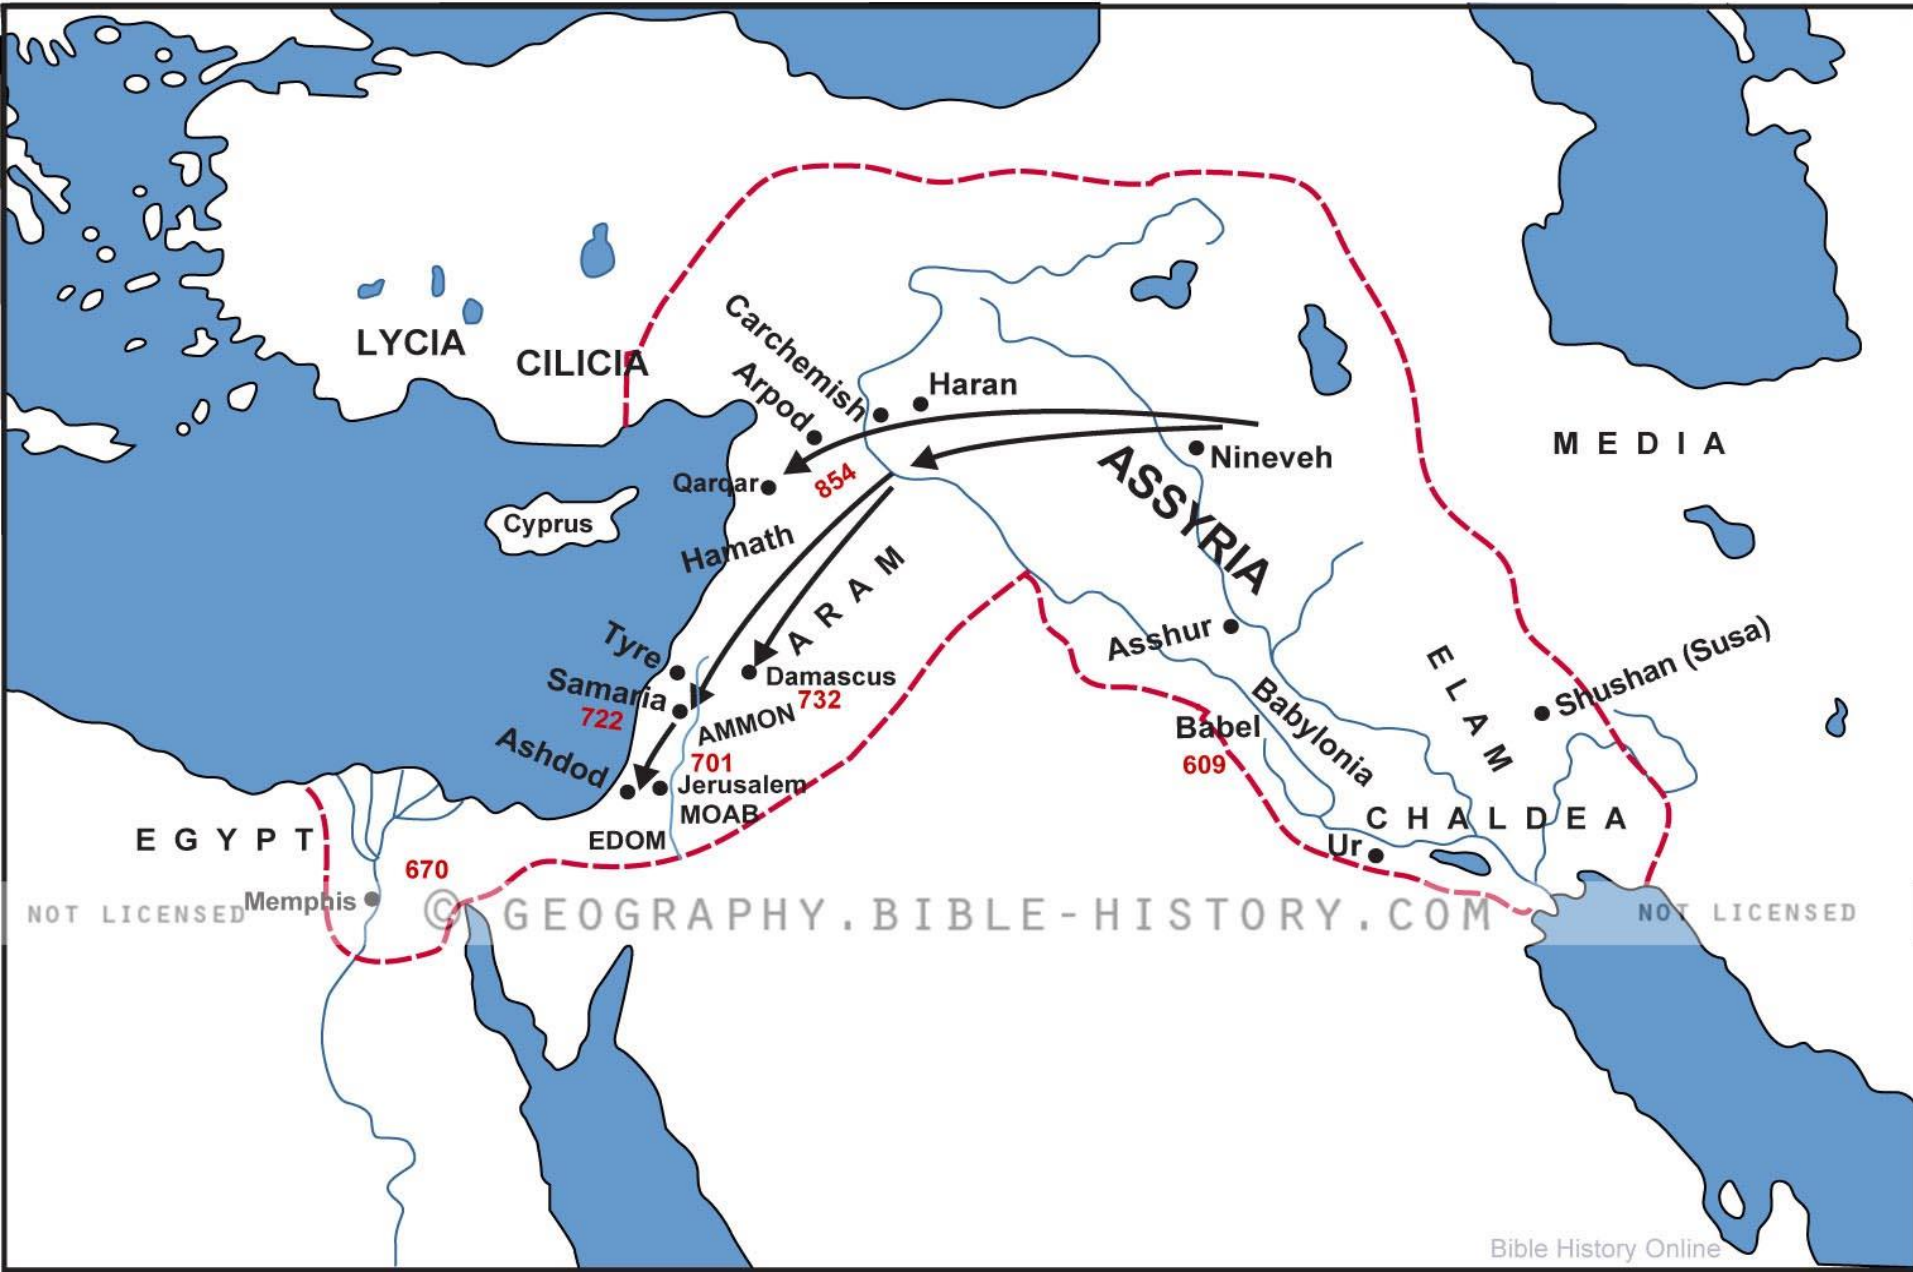 Carchemish
LYCIA
CILICIA
Arpod
Haran
MEDIA
Nineveh
ASSYRIA
Qarqar
854
Cyprus
Hamath
ARAM
Tyre
Asshur
Shushan (Susa)
ELAM
Samaria
722
Damascus
732
AMMON
Babylonia
Babel
609
Ashdod
701
Jerusalem
MOAB
CHALDEA
EGYPT
EDOM
Ur
670
Memphis
NOT LICENSED
© GEOGRAPHY.BIBLE-HISTORY.COM
NOT LICENSED
Bible History Online